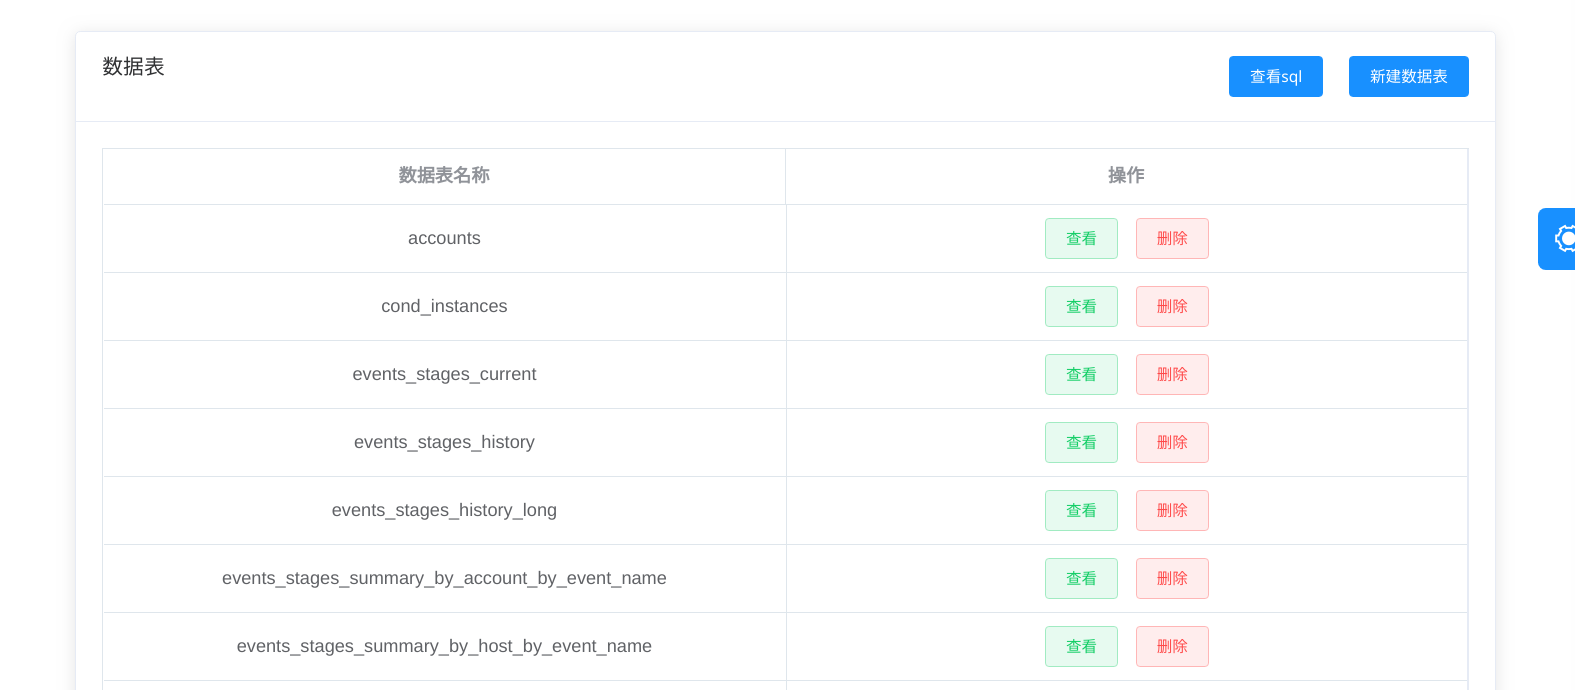 数据表
查看sql
新建数据表
数据表名称 操作
accounts 查看 删除
cond_instances 查看 删除
events_stages_current 查看 删除
events_stages_history 查看 删除
events_stages_history_long 查看 删除
events_stages_summary_by_account_by_event_name 查看 删除
events_stages_summary_by_host_by_event_name 查看 删除